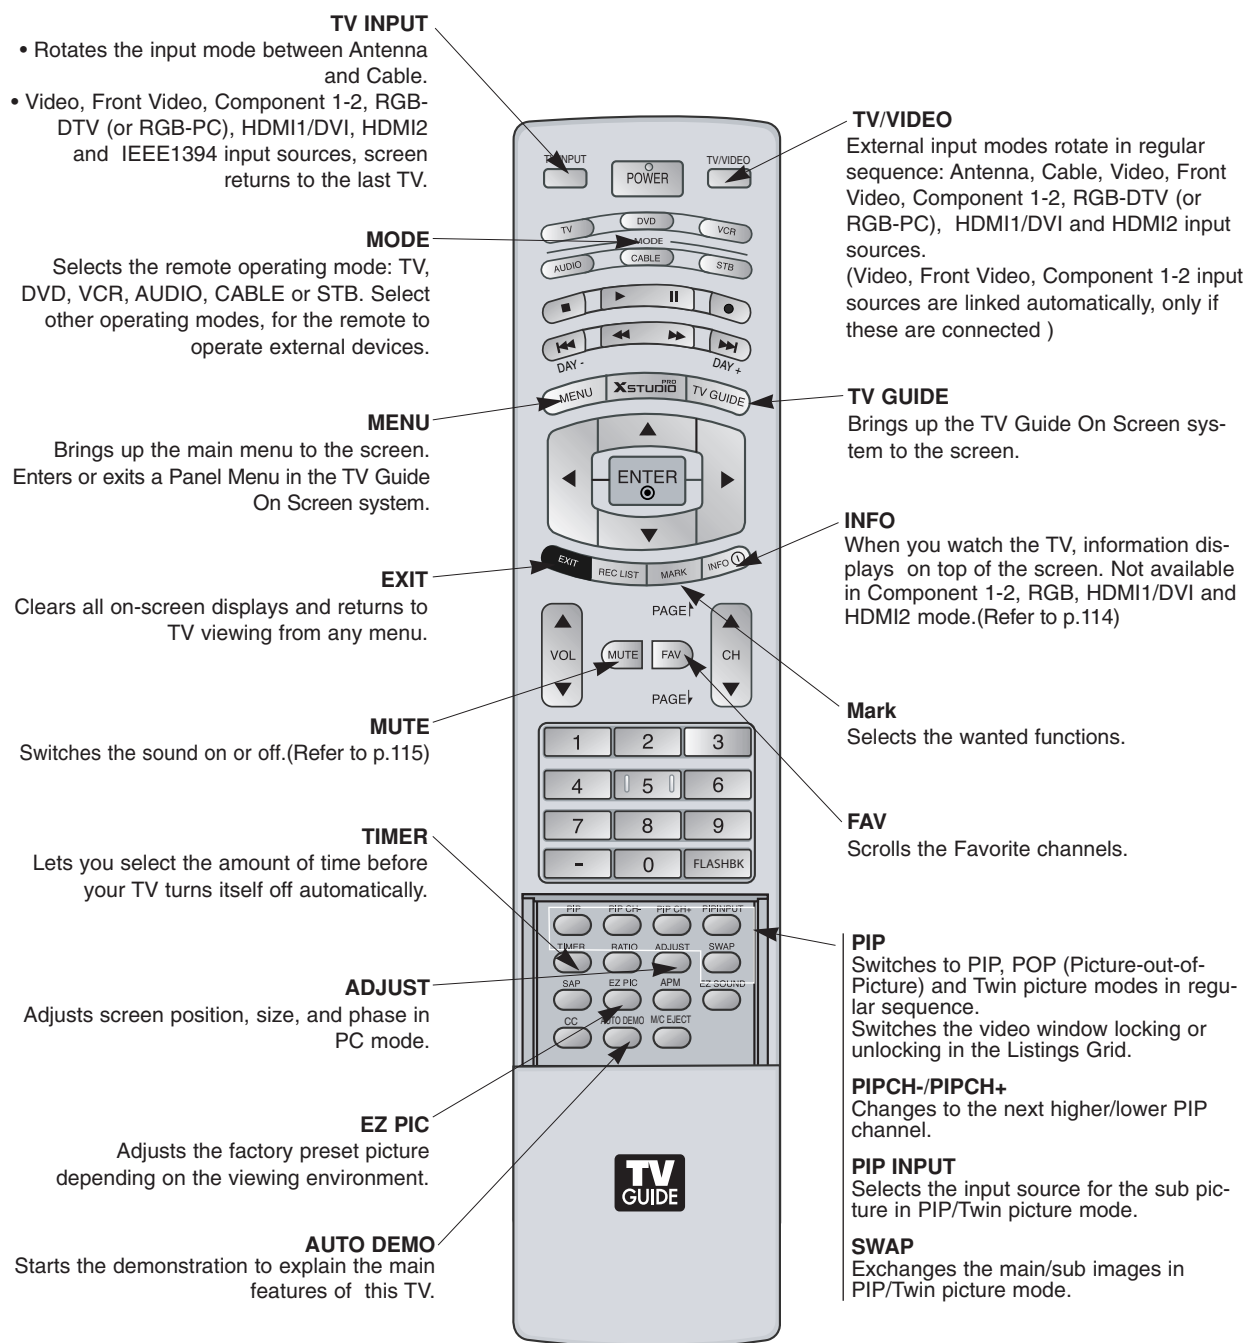 TV INPUT
• Rotates the input mode between Antenna
and Cable.
• Video, Front Video, Component 1-2, RGB-
DTV (or RGB-PC), HDMI1/DVI, HDMI2
and IEEE1394 input sources, screen
returns to the last TV.
MODE
Selects the remote operating mode: TV,
DVD, VCR, AUDIO, CABLE or STB. Select
other operating modes, for the remote to
operate external devices.
MENU
Brings up the main menu to the screen.
Enters or exits a Panel Menu in the TV Guide
On Screen system.
EXIT
Clears all on-screen displays and returns to
TV viewing from any menu.
MUTE
Switches the sound on or off.(Refer to p.115)
TIMER
Lets you select the amount of time before
your TV turns itself off automatically.
ADJUST
Adjusts screen position, size, and phase in
PC mode.
EZ PIC
Adjusts the factory preset picture
depending on the viewing environment.
AUTO DEMO
Starts the demonstration to explain the main
features of this TV.
TV INPUT
POWER
TV/VIDEO
TV
DVD
VCR
MODE
AUDIO
CABLE
STB
DAY -
DAY +
MENU
XSTUDIO PRO
TV GUIDE
ENTER
EXIT
REC LIST
MARK
INFO i
PAGE
VOL
MUTE
FAV
CH
PAGE
1 2 3
4 5 6
7 8 9
- 0 FLASHBK
PIP PIP CH- PIP CH+ PIPINPUT
TIMER RATIO ADJUST SWAP
SAP EZ PIC APM EZ SOUND
CC AUTO DEMO M/C EJECT
TV
GUIDE
TV/VIDEO
External input modes rotate in regular
sequence: Antenna, Cable, Video, Front
Video, Component 1-2, RGB-DTV (or
RGB-PC), HDMI1/DVI and HDMI2 input
sources.
(Video, Front Video, Component 1-2 input
sources are linked automatically, only if
these are connected )
TV GUIDE
Brings up the TV Guide On Screen sys-
tem to the screen.
INFO
When you watch the TV, information dis-
plays on top of the screen. Not available
in Component 1-2, RGB, HDMI1/DVI and
HDMI2 mode.(Refer to p.114)
Mark
Selects the wanted functions.
FAV
Scrolls the Favorite channels.
PIP
Switches to PIP, POP (Picture-out-of-
Picture) and Twin picture modes in regu-
lar sequence.
Switches the video window locking or
unlocking in the Listings Grid.
PIPCH-/PIPCH+
Changes to the next higher/lower PIP
channel.
PIP INPUT
Selects the input source for the sub pic-
ture in PIP/Twin picture mode.
SWAP
Exchanges the main/sub images in
PIP/Twin picture mode.